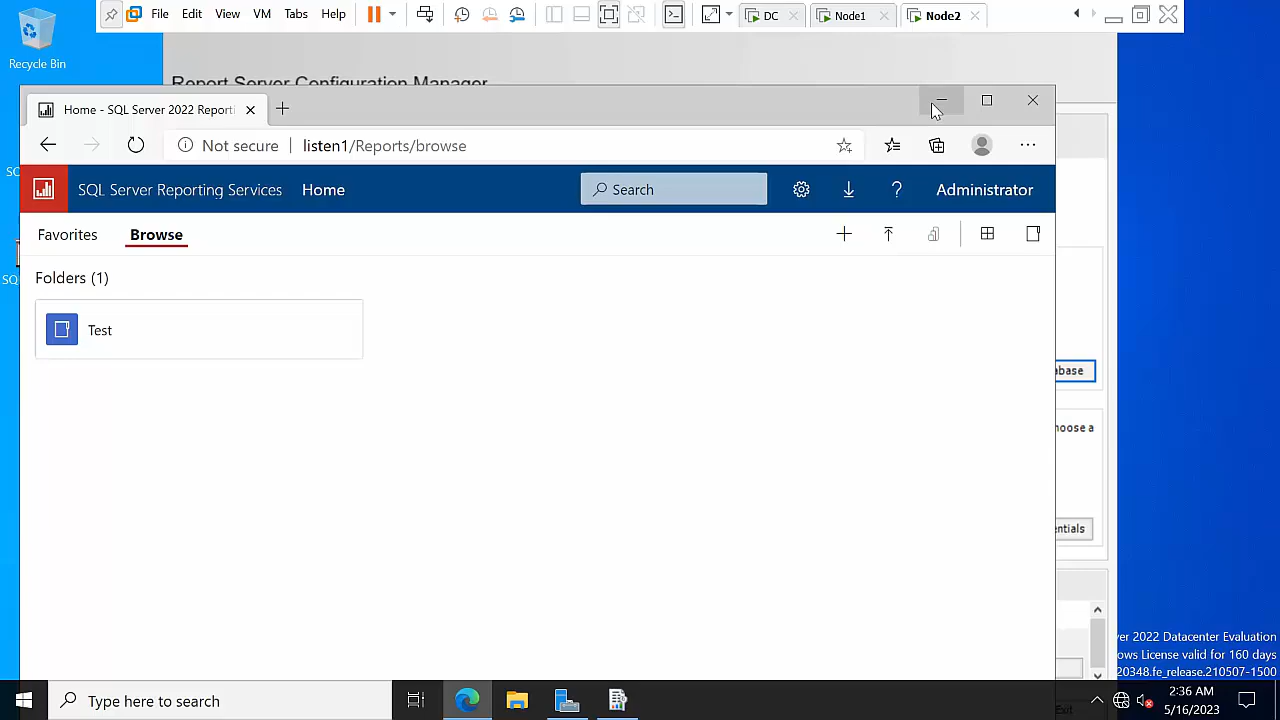 File Edit View VM Tabs Help DC Node1 Node2
Recycle Bin
Report Server Configuration Manager
Home - SQL Server 2022 Reporti
Not secure listen1/Reports/browse
SQL Server Reporting Services Home Search ? Administrator
Favorites Browse
Folders (1)
Test
abase
hoose a
entials
er 2022 Datacenter Evaluation
ows License valid for 160 days
20348.fe_release.210507-1500
Type here to search
2:36 AM
5/16/2023
Exit